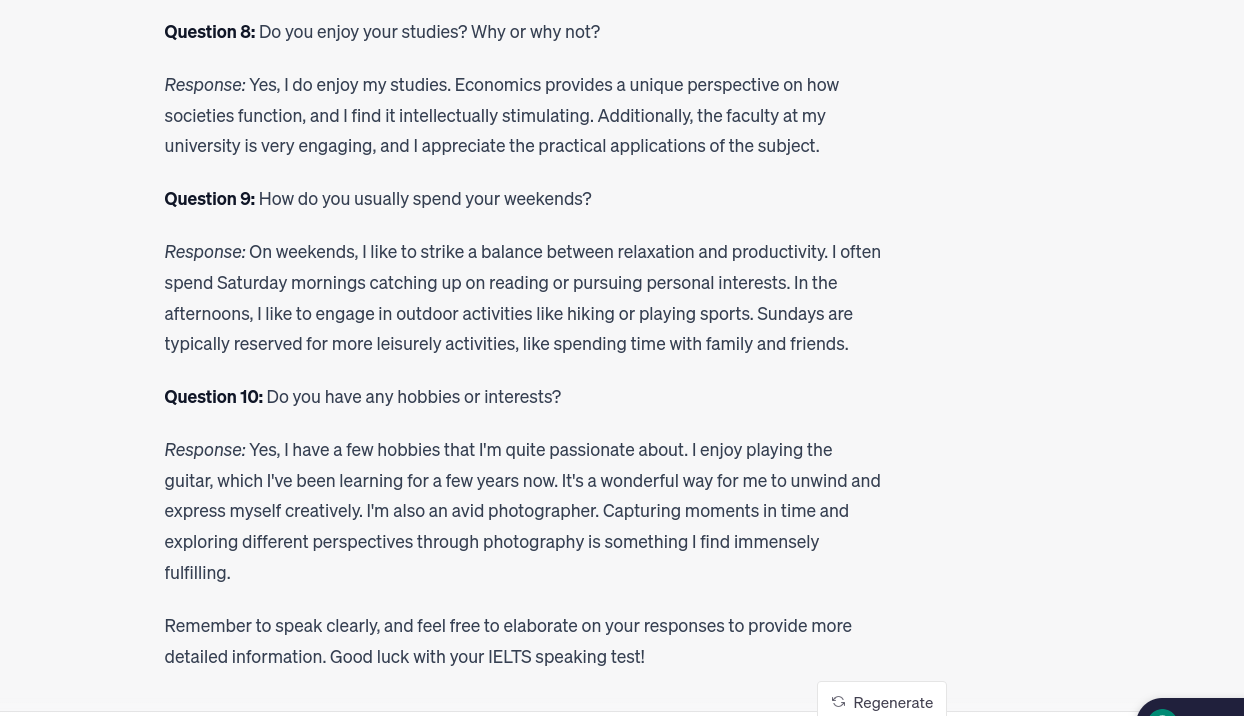 Question 8: Do you enjoy your studies? Why or why not?
Response: Yes, I do enjoy my studies. Economics provides a unique perspective on how
societies function, and I find it intellectually stimulating. Additionally, the faculty at my
university is very engaging, and I appreciate the practical applications of the subject.
Question 9: How do you usually spend your weekends?
Response: On weekends, I like to strike a balance between relaxation and productivity. I often
spend Saturday mornings catching up on reading or pursuing personal interests. In the
afternoons, I like to engage in outdoor activities like hiking or playing sports. Sundays are
typically reserved for more leisurely activities, like spending time with family and friends.
Question 10: Do you have any hobbies or interests?
Response: Yes, I have a few hobbies that I'm quite passionate about. I enjoy playing the
guitar, which I've been learning for a few years now. It's a wonderful way for me to unwind and
express myself creatively. I'm also an avid photographer. Capturing moments in time and
exploring different perspectives through photography is something I find immensely
fulfilling.
Remember to speak clearly, and feel free to elaborate on your responses to provide more
detailed information. Good luck with your IELTS speaking test!
Regenerate